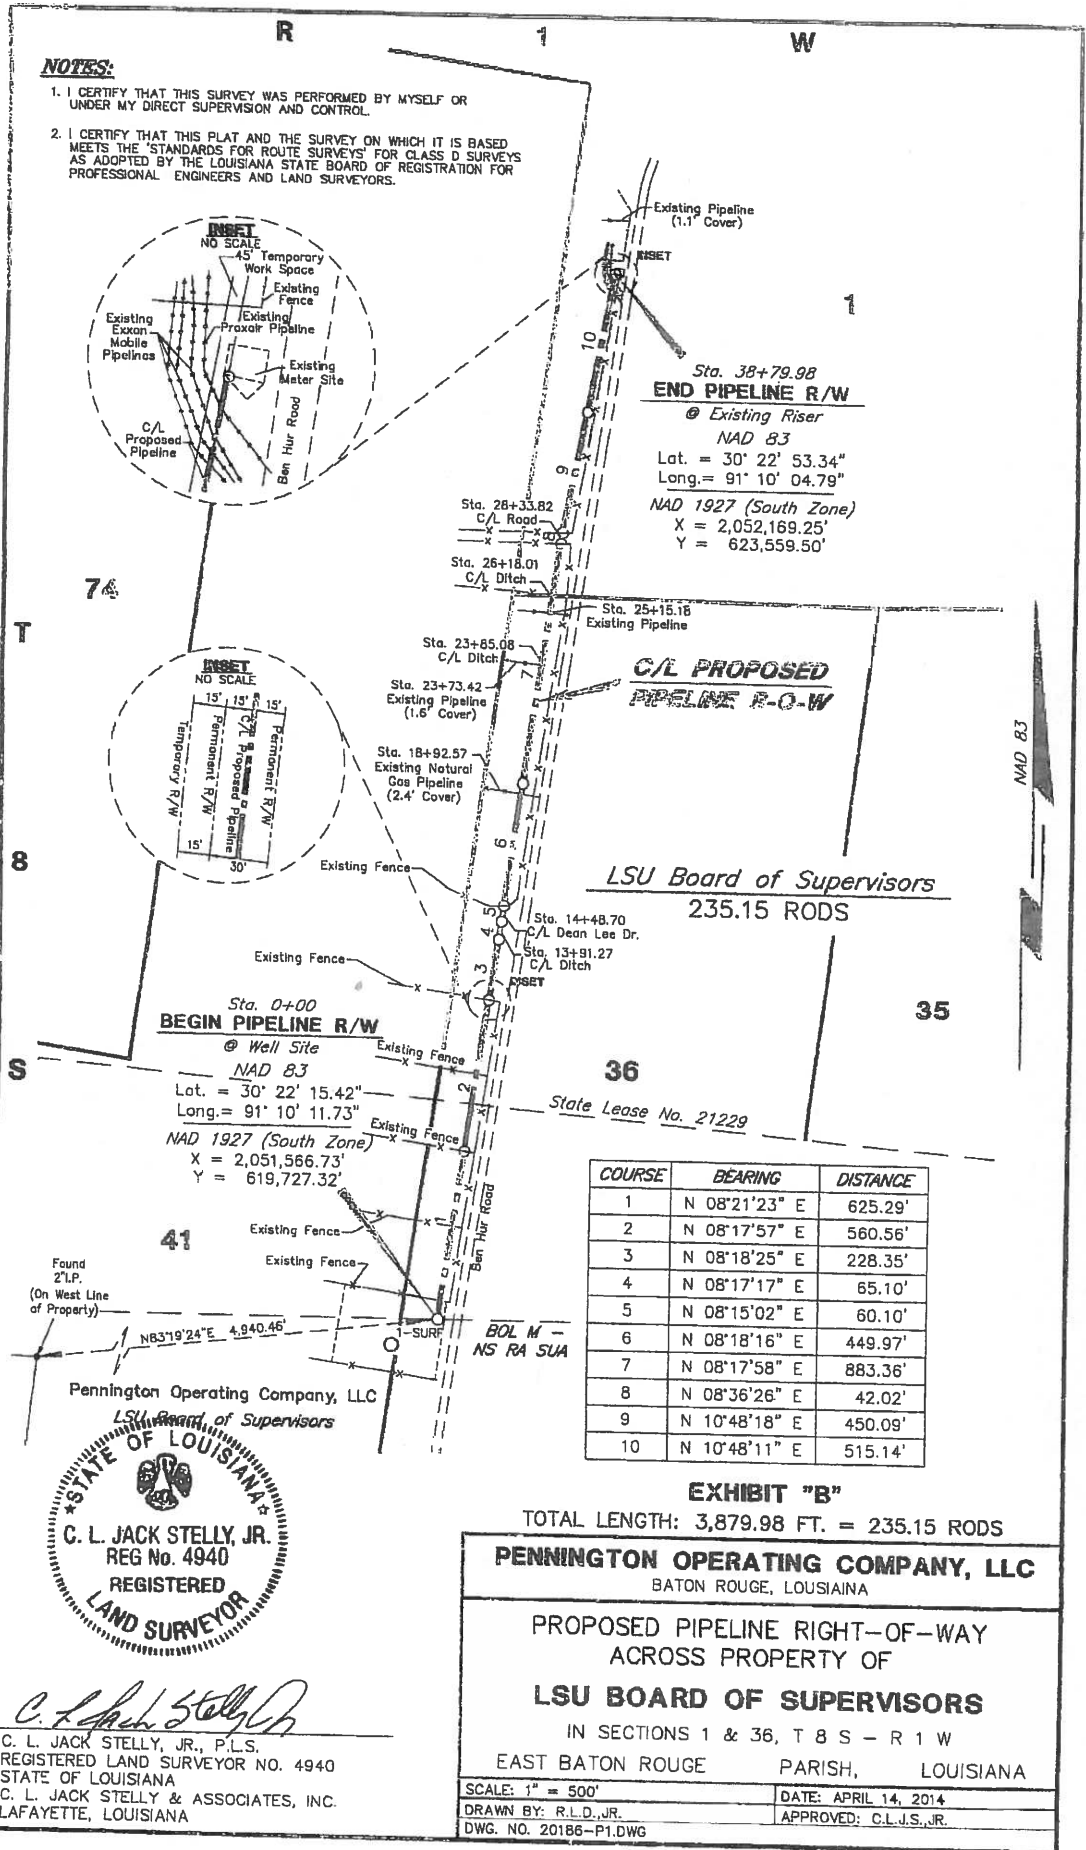 R 1 W
NOTES:
1. I CERTIFY THAT THIS SURVEY WAS PERFORMED BY MYSELF OR
UNDER MY DIRECT SUPERVISION AND CONTROL.
2. I CERTIFY THAT THIS PLAT AND THE SURVEY ON WHICH IT IS BASED
MEETS THE 'STANDARDS FOR ROUTE SURVEYS' FOR CLASS D SURVEYS
AS ADOPTED BY THE LOUISIANA STATE BOARD OF REGISTRATION FOR
PROFESSIONAL ENGINEERS AND LAND SURVEYORS.
INSET
NO SCALE
45' Temporary
Work Space
Existing
Fence
Existing
Praxair Pipeline
Existing
Exxon
Mobile
Pipelines
Existing
Meter Site
C/L
Proposed
Pipeline
Ben Hur Road
Existing Pipeline
(1.1' Cover)
INSET
1
10
Sta. 38+79.98
END PIPELINE R/W
@ Existing Riser
NAD 83
Lat. = 30° 22' 53.34"
Long.= 91° 10' 04.79"
NAD 1927 (South Zone)
X = 2,052,169.25'
Y = 623,559.50'
9
Sta. 28+33.82
C/L Road
8
Sta. 26+18.01
C/L Ditch
74
T
Sta. 25+15.18
Existing Pipeline
Sta. 23+85.08
C/L Ditch
7
C/L PROPOSED
PIPELINE R-O-W
Sta. 23+73.42
Existing Pipeline
(1.6' Cover)
INSET
NO SCALE
15' 15' 15'
Temporary R/W
Permanent R/W
C/L Proposed Pipeline
Permanent R/W
15'
30'
NAD 83
Sta. 18+92.57
Existing Natural
Gas Pipeline
(2.4' Cover)
6
8
Existing Fence
LSU Board of Supervisors
235.15 RODS
5
Sta. 14+48.70
C/L Dean Lee Dr.
4
Sta. 13+91.27
C/L Ditch
Existing Fence
3
INSET
35
Sta. 0+00
BEGIN PIPELINE R/W
@ Well Site
NAD 83
Lat. = 30° 22' 15.42"
Long.= 91° 10' 11.73"
NAD 1927 (South Zone)
X = 2,051,566.73'
Y = 619,727.32'
Existing Fence
S
36
2
State Lease No. 21229
Existing Fence
1
Existing Fence
Existing Fence
Ben Hur Road
41
Found
2"I.P.
(On West Line
of Property)
N83°19'24"E 4,940.46'
1-SURF
BOL M -
NS RA SUA
Pennington Operating Company, LLC
LSU Board of Supervisors
COURSE BEARING DISTANCE
1 N 08°21'23" E 625.29'
2 N 08°17'57" E 560.56'
3 N 08°18'25" E 228.35'
4 N 08°17'17" E 65.10'
5 N 08°15'02" E 60.10'
6 N 08°18'16" E 449.97'
7 N 08°17'58" E 883.36'
8 N 08°36'26" E 42.02'
9 N 10°48'18" E 450.09'
10 N 10°48'11" E 515.14'
EXHIBIT "B"
TOTAL LENGTH: 3,879.98 FT. = 235.15 RODS
STATE OF LOUISIANA
C. L. JACK STELLY, JR.
REG No. 4940
REGISTERED
LAND SURVEYOR
C. L. Jack Stelly Jr
C. L. JACK STELLY, JR., P.L.S.
REGISTERED LAND SURVEYOR NO. 4940
STATE OF LOUISIANA
C. L. JACK STELLY & ASSOCIATES, INC.
LAFAYETTE, LOUISIANA
PENNINGTON OPERATING COMPANY, LLC
BATON ROUGE, LOUSIAINA
PROPOSED PIPELINE RIGHT-OF-WAY
ACROSS PROPERTY OF
LSU BOARD OF SUPERVISORS
IN SECTIONS 1 & 36, T 8 S - R 1 W
EAST BATON ROUGE PARISH, LOUISIANA
SCALE: 1" = 500' DATE: APRIL 14, 2014
DRAWN BY: R.L.D.,JR. APPROVED: C.L.J.S.,JR.
DWG. NO. 20186-P1.DWG